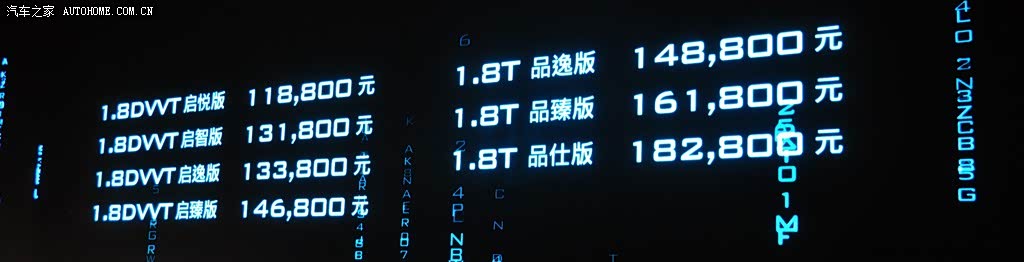 汽车之家 AUTOHOME.COM.CN
1.8DVVT 启悦版 118,800 元
1.8DVVT 启智版 131,800 元
1.8DVVT 启逸版 133,800 元
1.8DVVT 启臻版 146,800 元
1.8T 品逸版 148,800 元
1.8T 品臻版 161,800 元
1.8T 品仕版 182,800 元